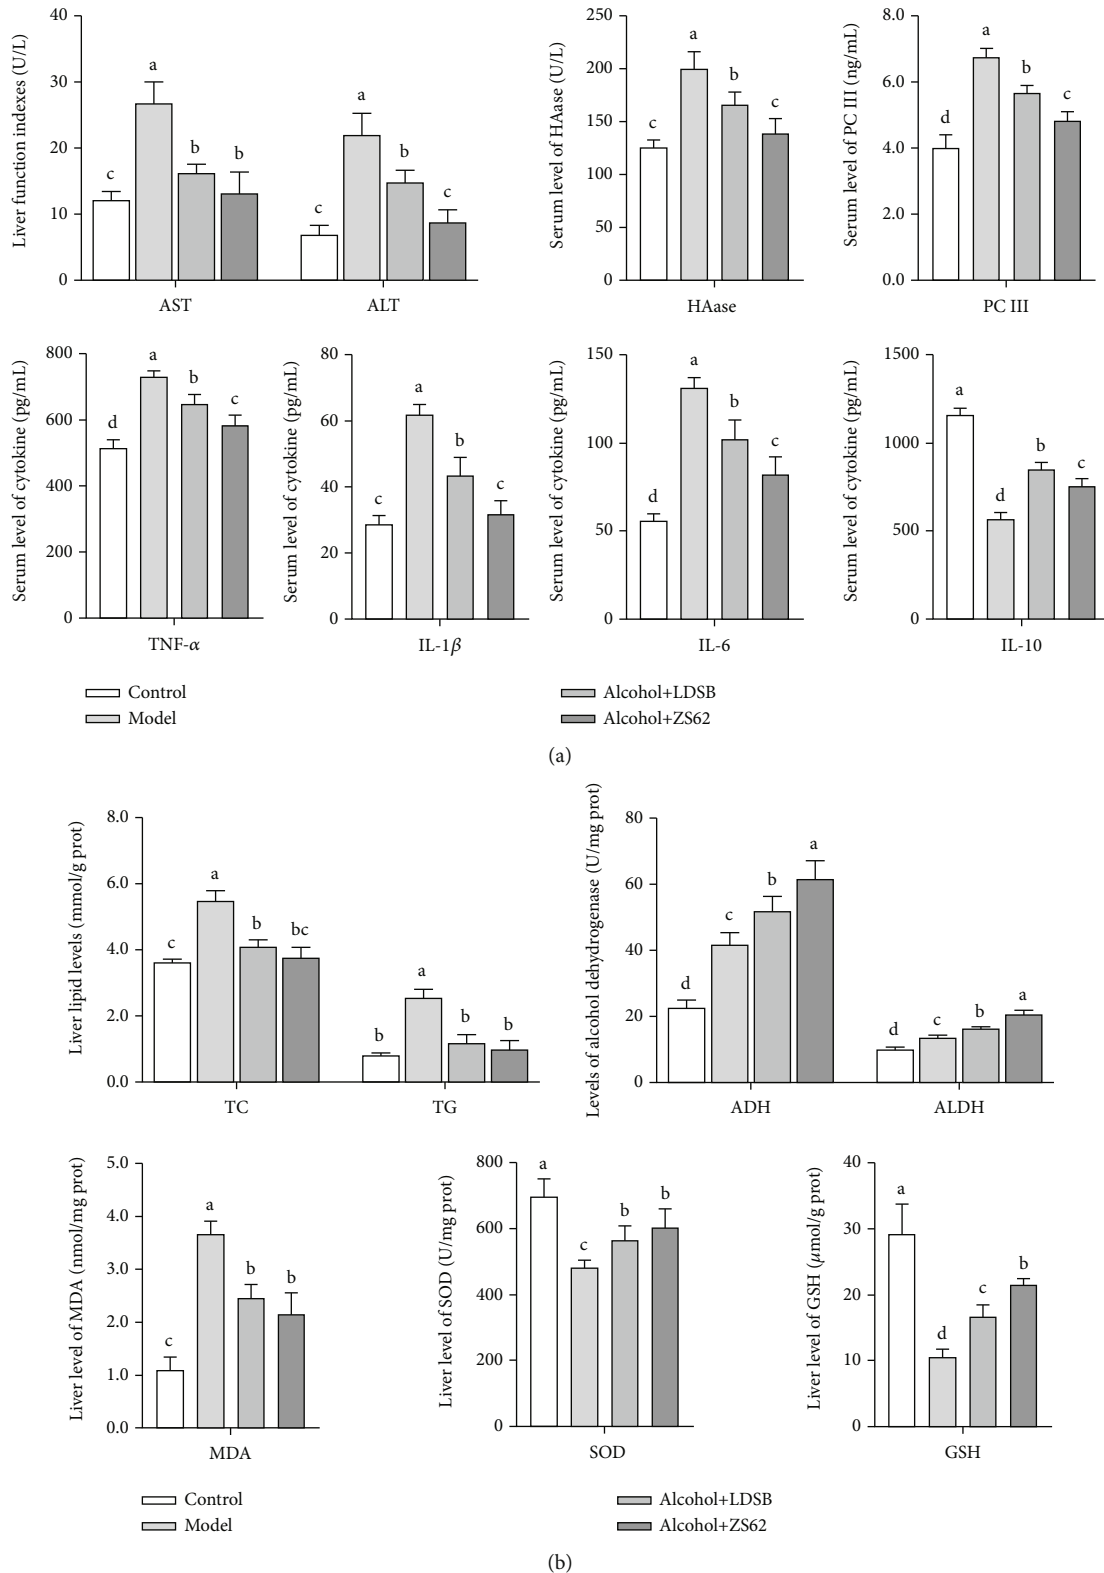 Liver function indexes (U/L)
40
30
20
10
0
a
a
b
b
b
c
c
c
AST
ALT
Serum level of HAase (U/L)
250
200
150
100
50
0
a
b
c
c
HAase
Serum level of PC III (ng/mL)
8.0
6.0
4.0
2.0
0.0
a
b
c
d
PC III
Serum level of cytokine (pg/mL)
800
600
400
200
0
a
b
c
d
TNF-α
Serum level of cytokine (pg/mL)
80
60
40
20
0
a
b
c
c
IL-1β
Serum level of cytokine (pg/mL)
150
100
50
0
a
b
c
d
IL-6
Serum level of cytokine (pg/mL)
1500
1000
500
0
a
b
c
d
IL-10
Control
Model
Alcohol+LDSB
Alcohol+ZS62
(a)
Liver lipid levels (mmol/g prot)
8.0
6.0
4.0
2.0
0.0
c
a
b
bc
b
a
b
b
TC
TG
Levels of alcohol dehydrogenase (U/mg prot)
80
60
40
20
0
d
c
b
a
d
c
b
a
ADH
ALDH
Liver level of MDA (nmol/mg prot)
5.0
4.0
3.0
2.0
1.0
0.0
c
a
b
b
MDA
Liver level of SOD (U/mg prot)
800
600
400
200
0
a
c
b
b
SOD
Liver level of GSH (μmol/g prot)
40
30
20
10
0
a
d
c
b
GSH
Control
Model
Alcohol+LDSB
Alcohol+ZS62
(b)